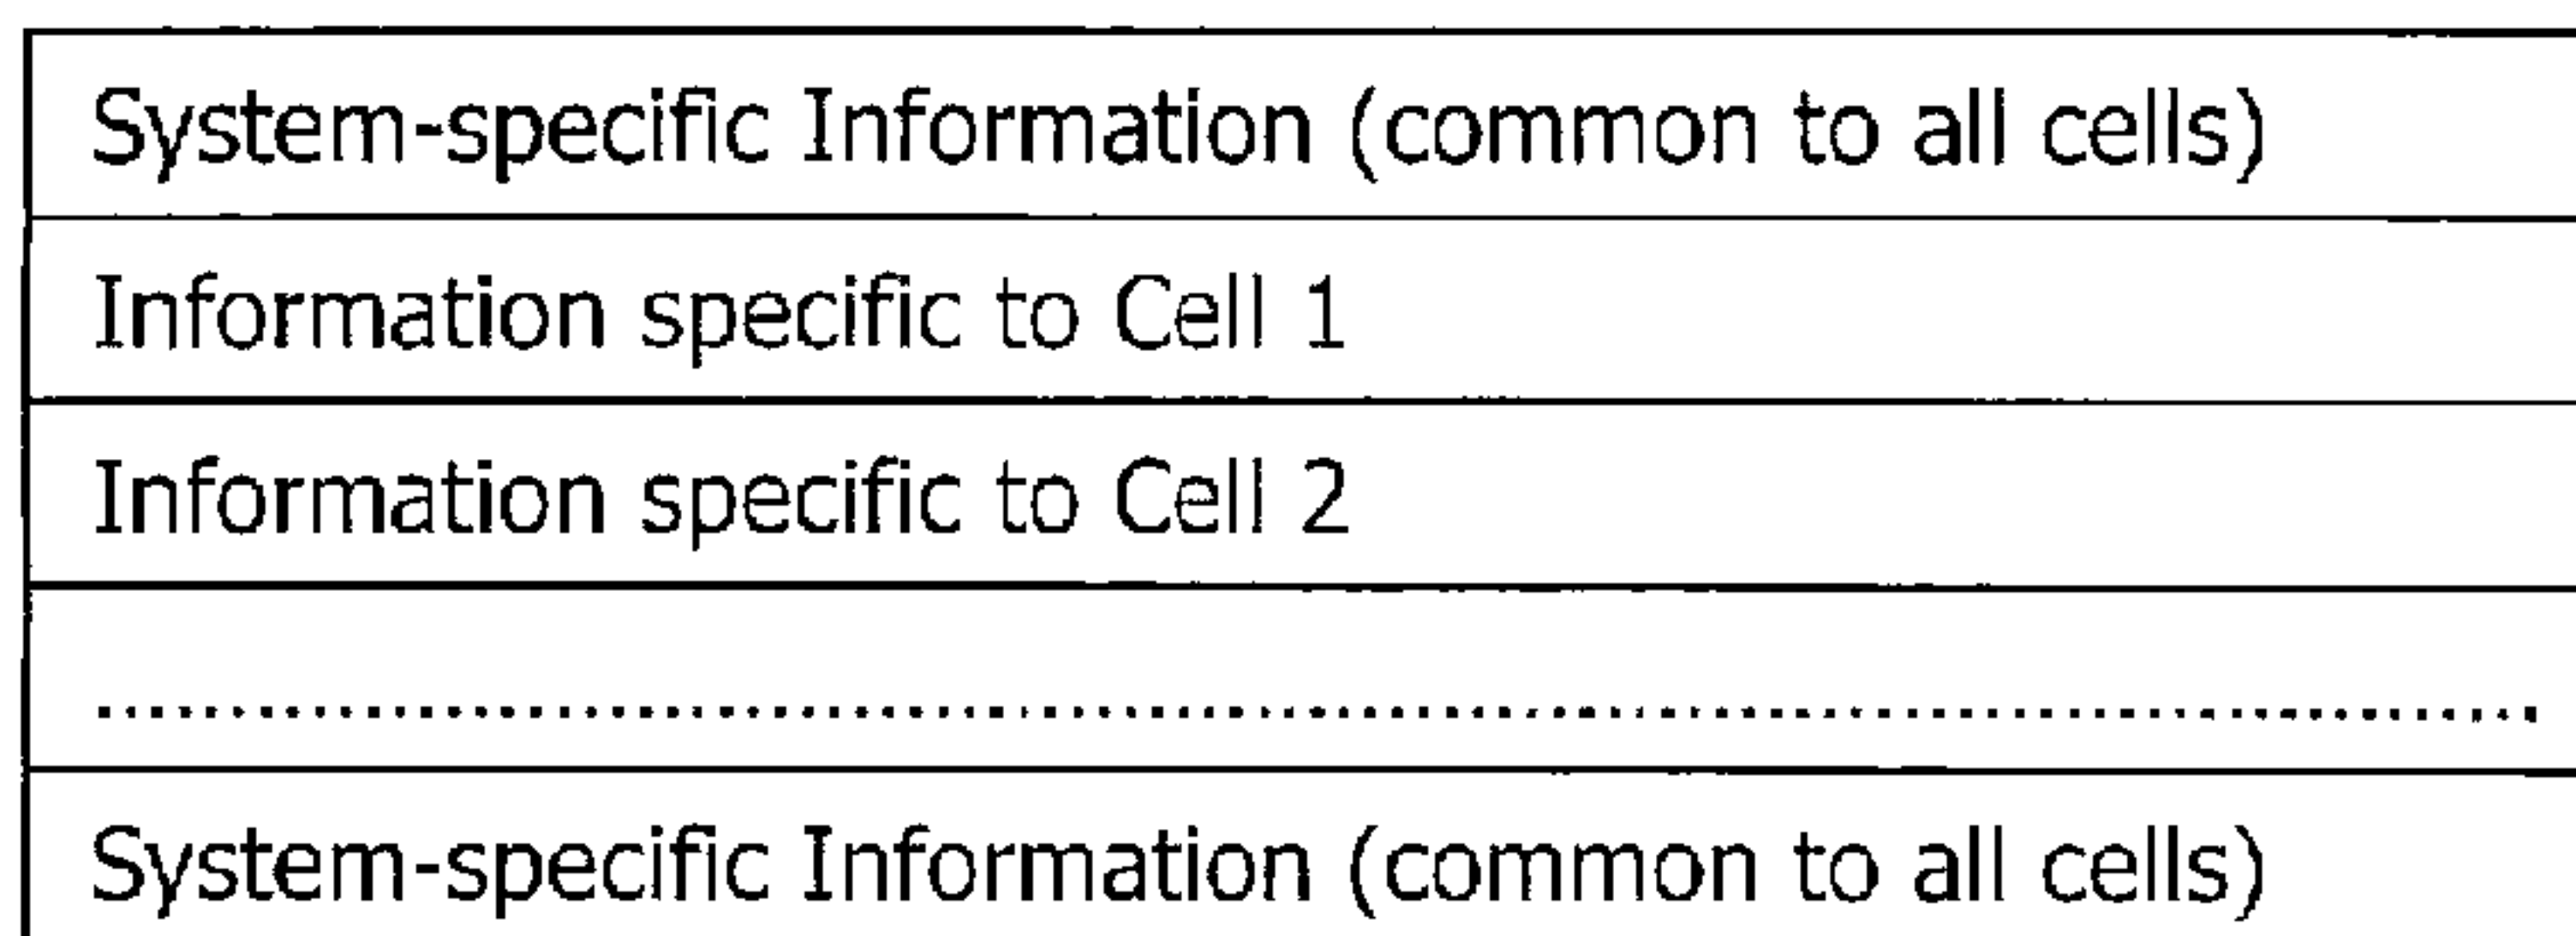 System-specific Information (common to all cells)
Information specific to Cell 1
Information specific to Cell 2
............................................................................................
System-specific Information (common to all cells)